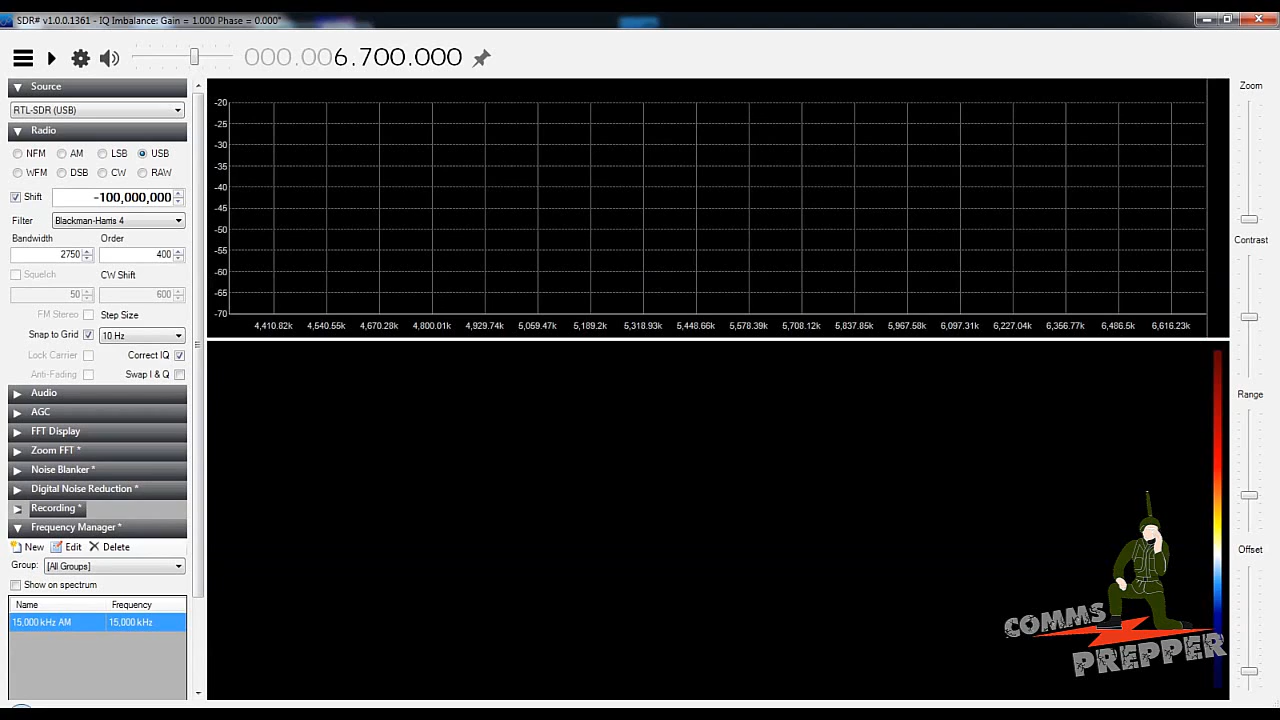 SDR# v1.0.0.1361 - IQ Imbalance: Gain = 1.000 Phase = 0.000°
000.006.700.000
Source
RTL-SDR (USB)
Radio
NFM AM LSB USB
WFM DSB CW RAW
Shift -100,000,000
Filter Blackman-Harris 4
Bandwidth Order
2750 400
Squelch CW Shift
50 600
FM Stereo Step Size
Snap to Grid 10 Hz
Lock Carrier Correct IQ
Anti-Fading Swap I & Q
Audio
AGC
FFT Display
Zoom FFT *
Noise Blanker *
Digital Noise Reduction *
Recording *
Frequency Manager *
New Edit Delete
Group: [All Groups]
Show on spectrum
Name Frequency
15,000 kHz AM 15,000 kHz
-20
-25
-30
-35
-40
-45
-50
-55
-60
-65
-70
4,410.82k 4,540.55k 4,670.28k 4,800.01k 4,929.74k 5,059.47k 5,189.2k 5,318.93k 5,448.66k 5,578.39k 5,708.12k 5,837.85k 5,967.58k 6,097.31k 6,227.04k 6,356.77k 6,486.5k 6,616.23k
Zoom
Contrast
Range
Offset
COMMS
PREPPER